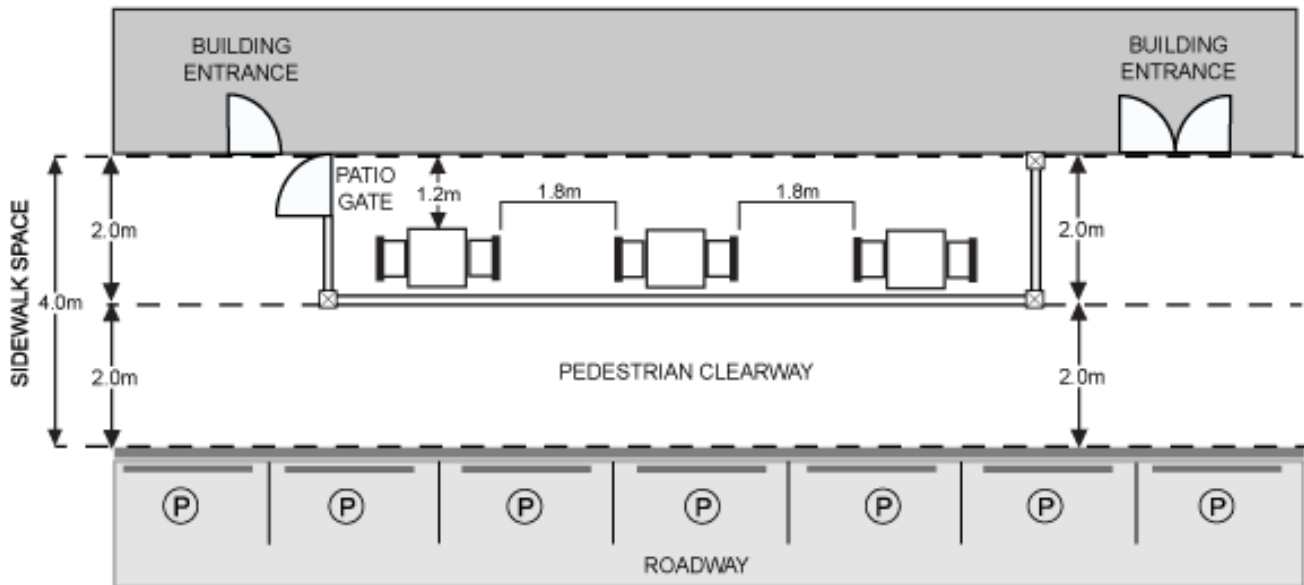 BUILDING
ENTRANCE
BUILDING
ENTRANCE
PATIO
GATE
1.2m
1.8m
1.8m
2.0m
2.0m
SIDEWALK SPACE
4.0m
2.0m
PEDESTRIAN CLEARWAY
2.0m
P
P
P
P
P
P
P
ROADWAY